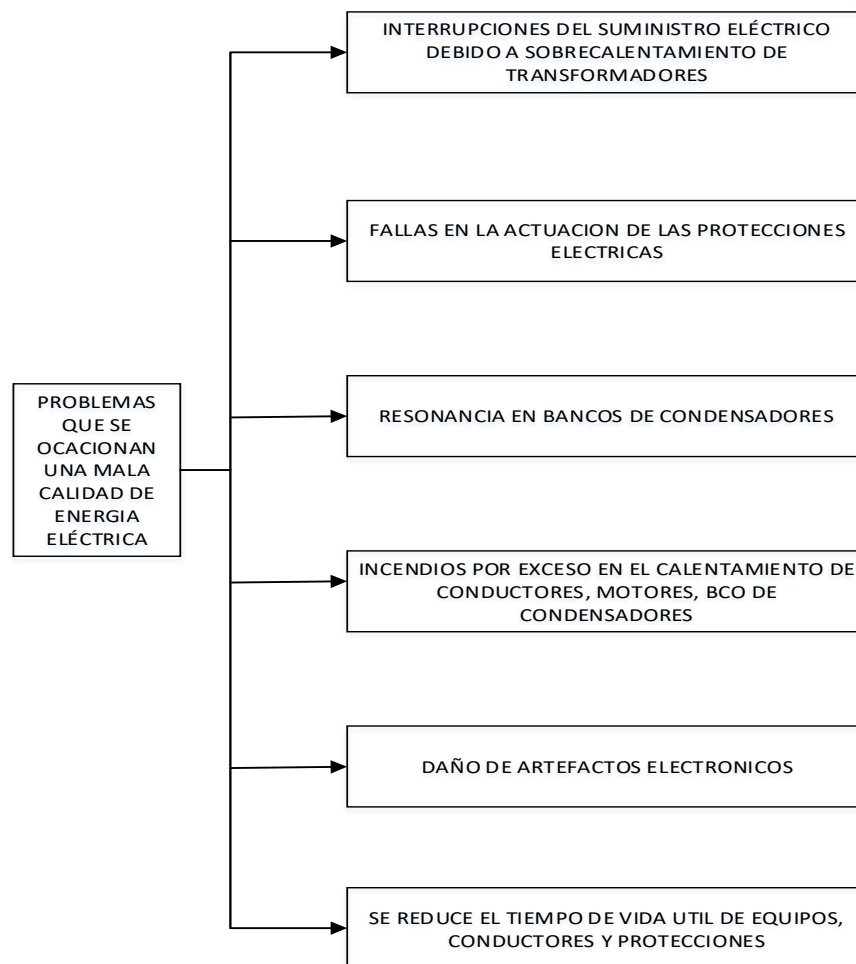 INTERRUPCIONES DEL SUMINISTRO ELÉCTRICO
DEBIDO A SOBRECALENTAMIENTO DE
TRANSFORMADORES
FALLAS EN LA ACTUACION DE LAS PROTECCIONES
ELECTRICAS
PROBLEMAS
QUE SE
OCACIONAN
UNA MALA
CALIDAD DE
ENERGIA
ELÉCTRICA
RESONANCIA EN BANCOS DE CONDENSADORES
INCENDIOS POR EXCESO EN EL CALENTAMIENTO DE
CONDUCTORES, MOTORES, BCO DE
CONDENSADORES
DAÑO DE ARTEFACTOS ELECTRONICOS
SE REDUCE EL TIEMPO DE VIDA UTIL DE EQUIPOS,
CONDUCTORES Y PROTECCIONES